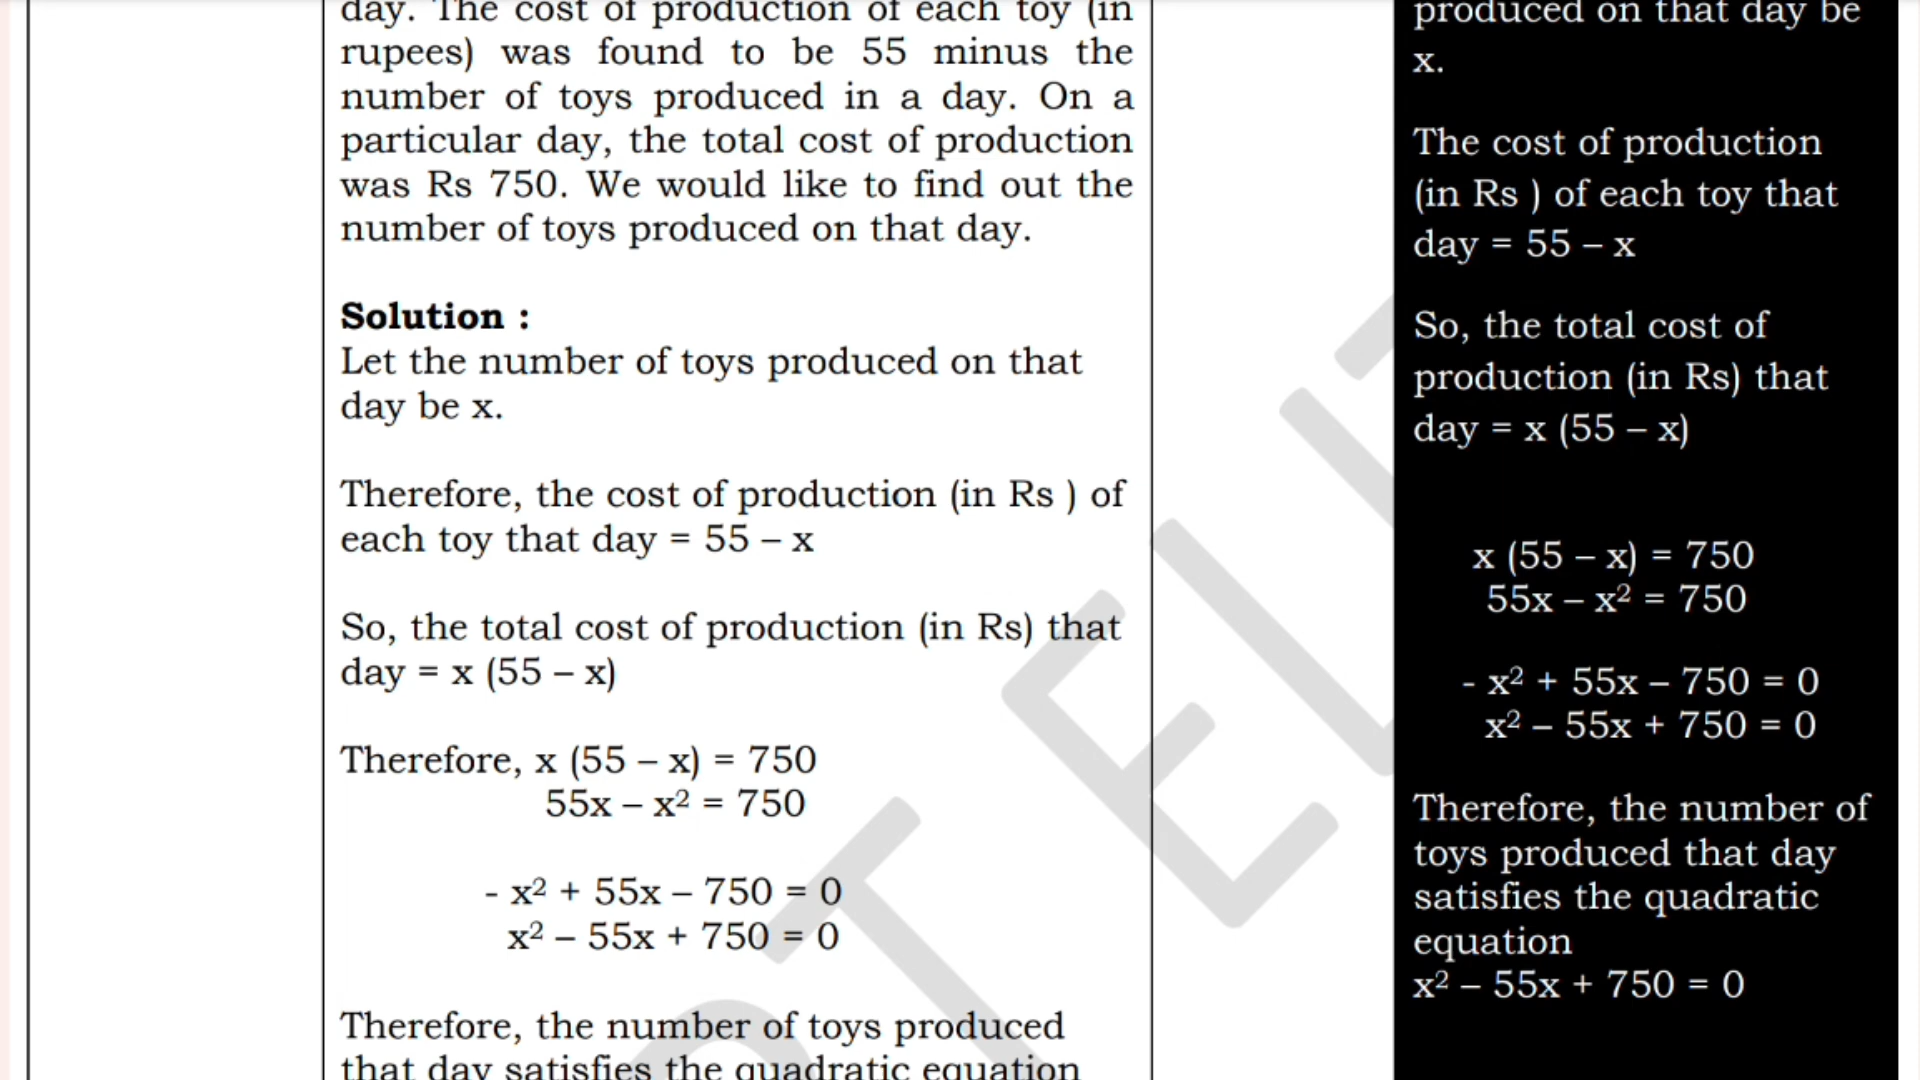 day. The cost of production of each toy (in
rupees) was found to be 55 minus the
number of toys produced in a day. On a
particular day, the total cost of production
was Rs 750. We would like to find out the
number of toys produced on that day.
Solution :
Let the number of toys produced on that
day be x.
Therefore, the cost of production (in Rs ) of
each toy that day = 55 – x
So, the total cost of production (in Rs) that
day = x (55 – x)
Therefore, x (55 – x) = 750
55x – x² = 750
- x² + 55x – 750 = 0
x² – 55x + 750 = 0
Therefore, the number of toys produced
that day satisfies the quadratic equation
produced on that day be
x.
The cost of production
(in Rs ) of each toy that
day = 55 – x
So, the total cost of
production (in Rs) that
day = x (55 – x)
x (55 – x) = 750
55x – x² = 750
- x² + 55x – 750 = 0
x² – 55x + 750 = 0
Therefore, the number of
toys produced that day
satisfies the quadratic
equation
x² – 55x + 750 = 0